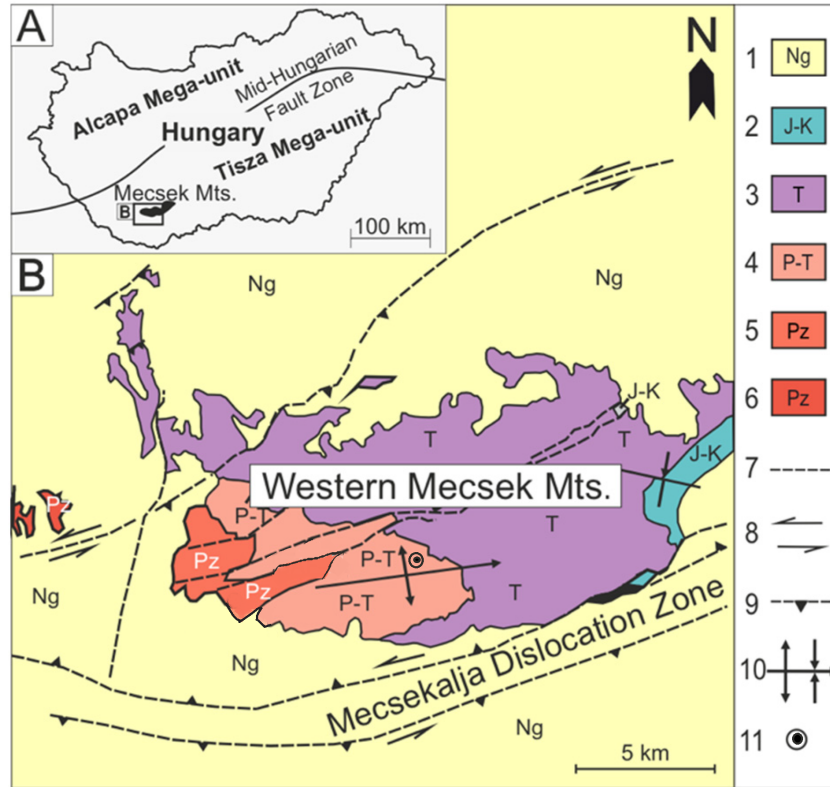 A
Alcapa Mega-unit
Mid-Hungarian
Fault Zone
Hungary
Tisza Mega-unit
Mecsek Mts.
B
100 km
N
B
Ng
Ng
J-K
T
T
J-K
Western Mecsek Mts.
P-T
T
Pz
Pz
P-T
Pz
P-T
T
Ng
Ng
Mecsekalja Dislocation Zone
Ng
5 km
1 Ng
2 J-K
3 T
4 P-T
5 Pz
6 Pz
7
8
9
10
11